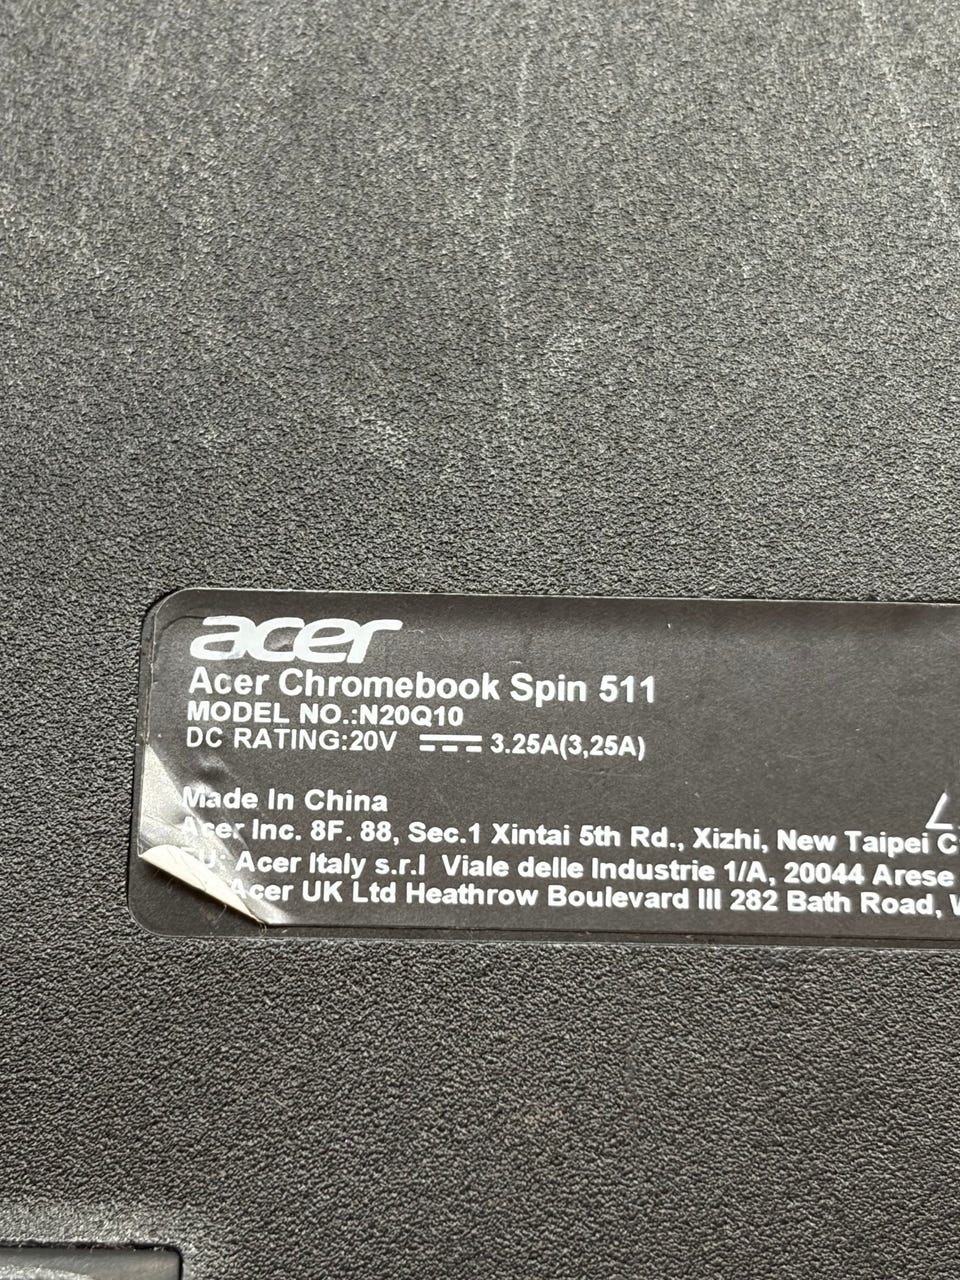 acer
Acer Chromebook Spin 511
MODEL NO.:N20Q10
DC RATING:20V ⎓ 3.25A(3,25A)
Made In China
Acer Inc. 8F. 88, Sec.1 Xintai 5th Rd., Xizhi, New Taipei
Acer Italy s.r.l Viale delle Industrie 1/A, 20044 Arese
Acer UK Ltd Heathrow Boulevard III 282 Bath Road,